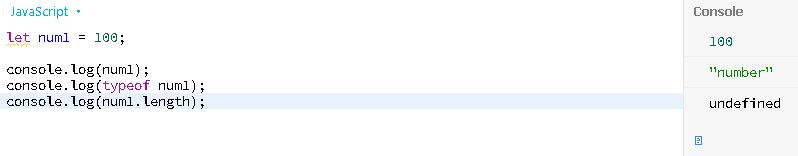 JavaScript
let num1 = 100;
console.log(num1);
console.log(typeof num1);
console.log(num1.length);
Console
100
"number"
undefined